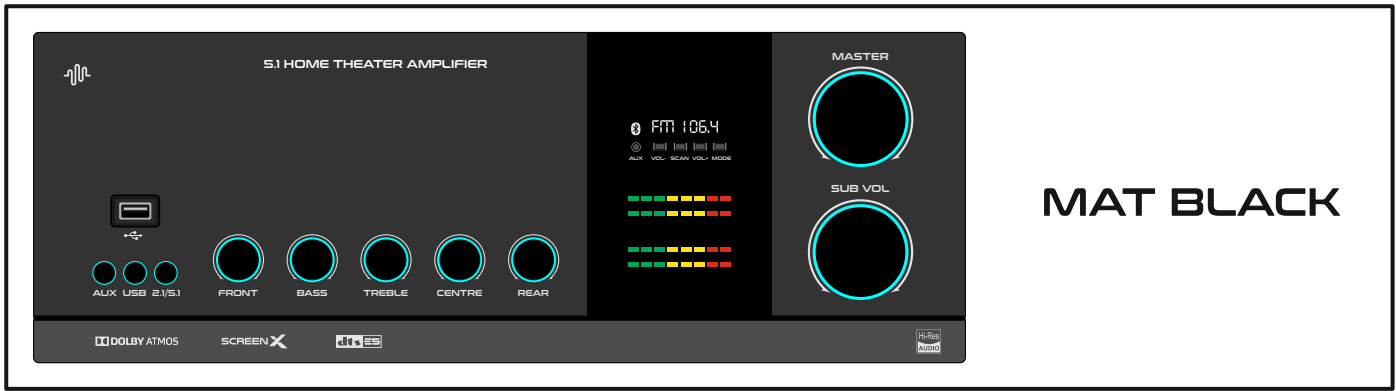 5.1 HOME THEATER AMPLIFIER
MASTER
FM 106.4
AUX VOL- SCAN VOL+ MODE
SUB VOL
MAT BLACK
AUX USB 2.1/5.1 FRONT BASS TREBLE CENTRE REAR
DOLBY ATMOS SCREEN X dts ES
Hi-Res
AUDIO